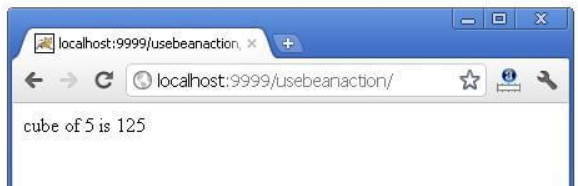 localhost:9999/usebeanaction,
localhost:9999/usebeanaction/
cube of 5 is 125